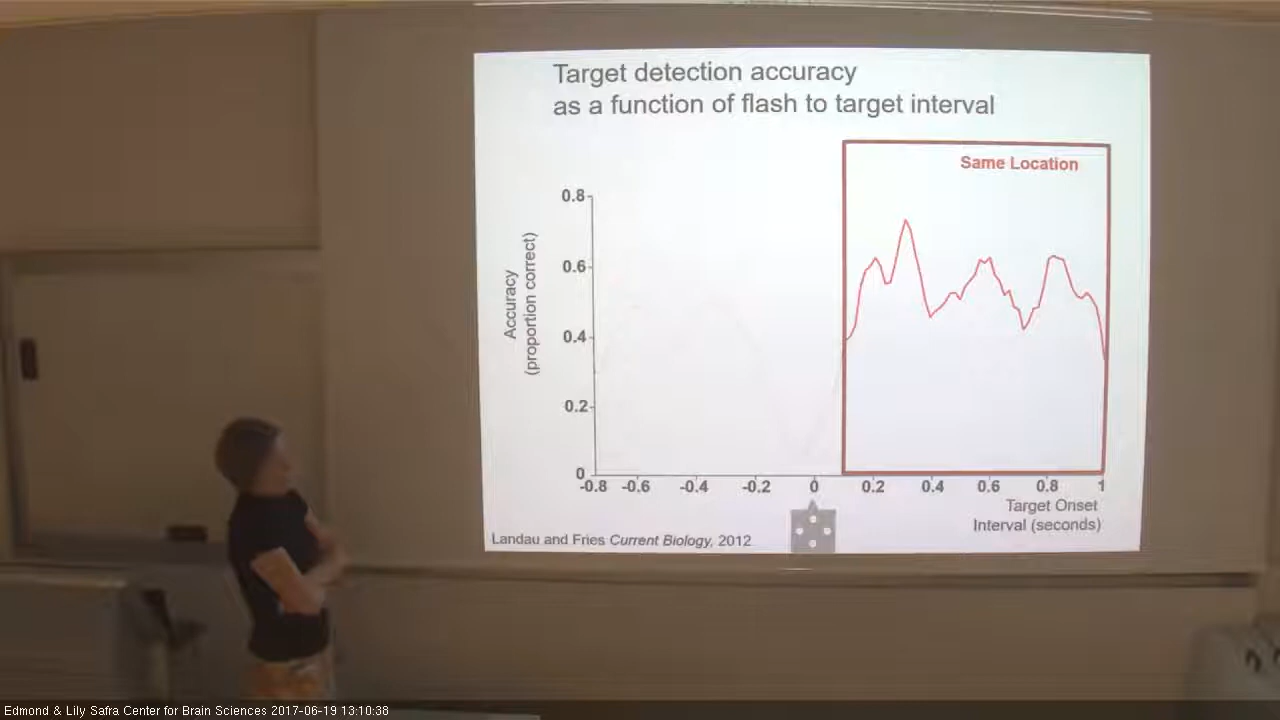 Target detection accuracy
as a function of flash to target interval
Same Location
0.8
0.6
0.4
0.2
0
Accuracy
(proportion correct)
-0.8 -0.6 -0.4 -0.2 0 0.2 0.4 0.6 0.8 1
Target Onset
Interval (seconds)
Landau and Fries Current Biology, 2012
Edmond & Lily Safra Center for Brain Sciences 2017-06-19 13:10:38